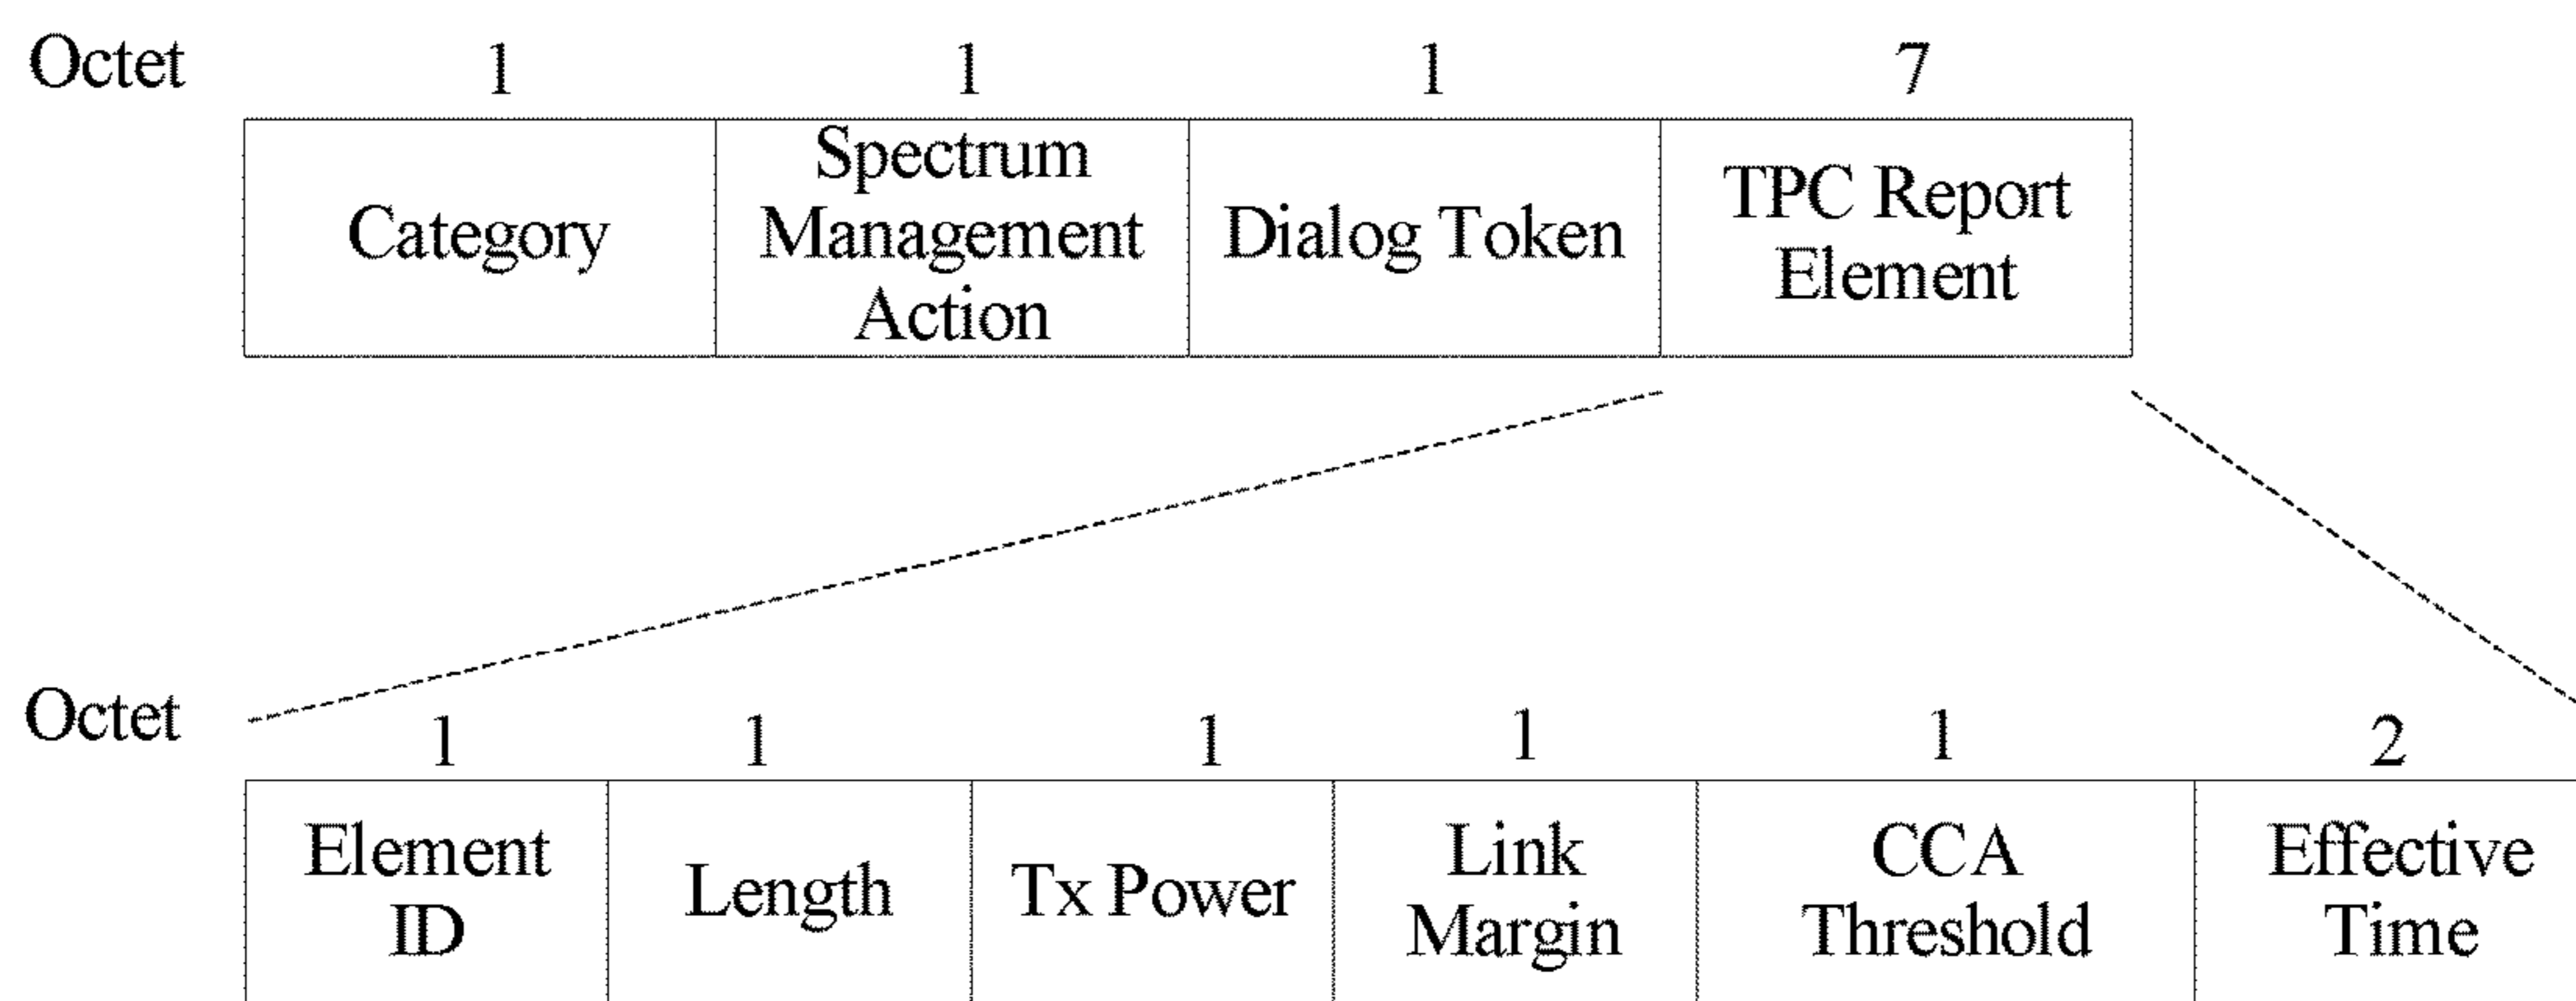 Octet 1 1 1 7
Category
Spectrum
Management
Action
Dialog Token
TPC Report
Element
Octet 1 1 1 1 1 2
Element
ID
Length
Tx Power
Link
Margin
CCA
Threshold
Effective
Time